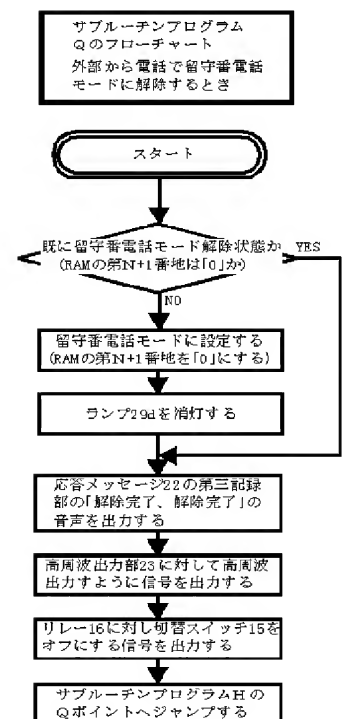 サブルーチンプログラム
Qのフローチャート
外部から電話で留守番電話
モードに解除するとき
スタート
既に留守番電話モード解除状態か
YES
(RAMの第N+1番地は「0」か)
NO
留守番電話モードに設定する
(RAMの第N+1番地を「0」にする)
ランプ29dを消灯する
応答メッセージ22の第三記録
部の「解除完了、解除完了」の
音声を出力する
高周波出力部23に対して高周波
出力すように信号を出力する
リレー16に対し切替スイッチ15を
オフにする信号を出力する
サブルーチンプログラムHの
Qポイントへジャンプする